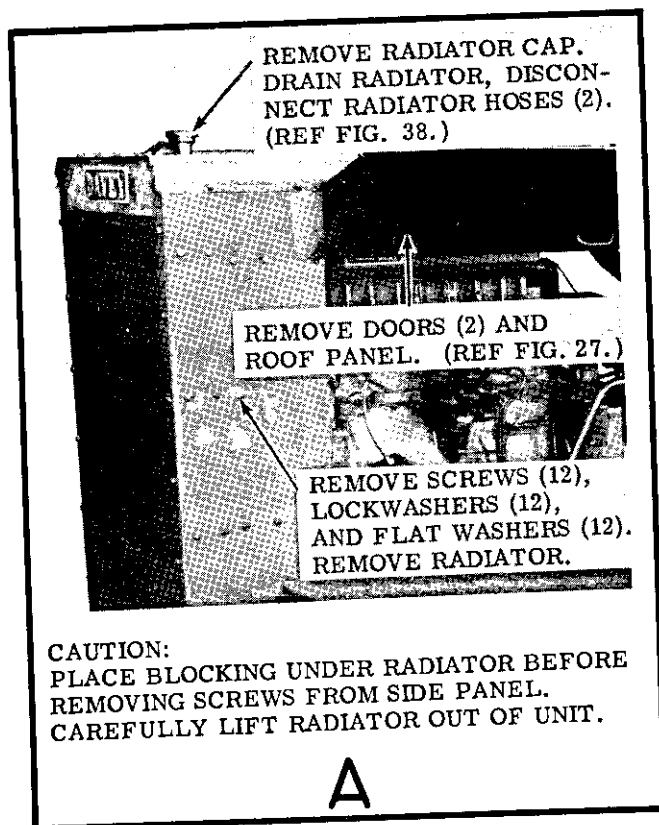 REMOVE RADIATOR CAP.
DRAIN RADIATOR, DISCON-
NECT RADIATOR HOSES (2).
(REF FIG. 38.)
REMOVE DOORS (2) AND
ROOF PANEL. (REF FIG. 27.)
REMOVE SCREWS (12),
LOCKWASHERS (12),
AND FLAT WASHERS (12).
REMOVE RADIATOR.
CAUTION:
PLACE BLOCKING UNDER RADIATOR BEFORE
REMOVING SCREWS FROM SIDE PANEL.
CAREFULLY LIFT RADIATOR OUT OF UNIT.
A